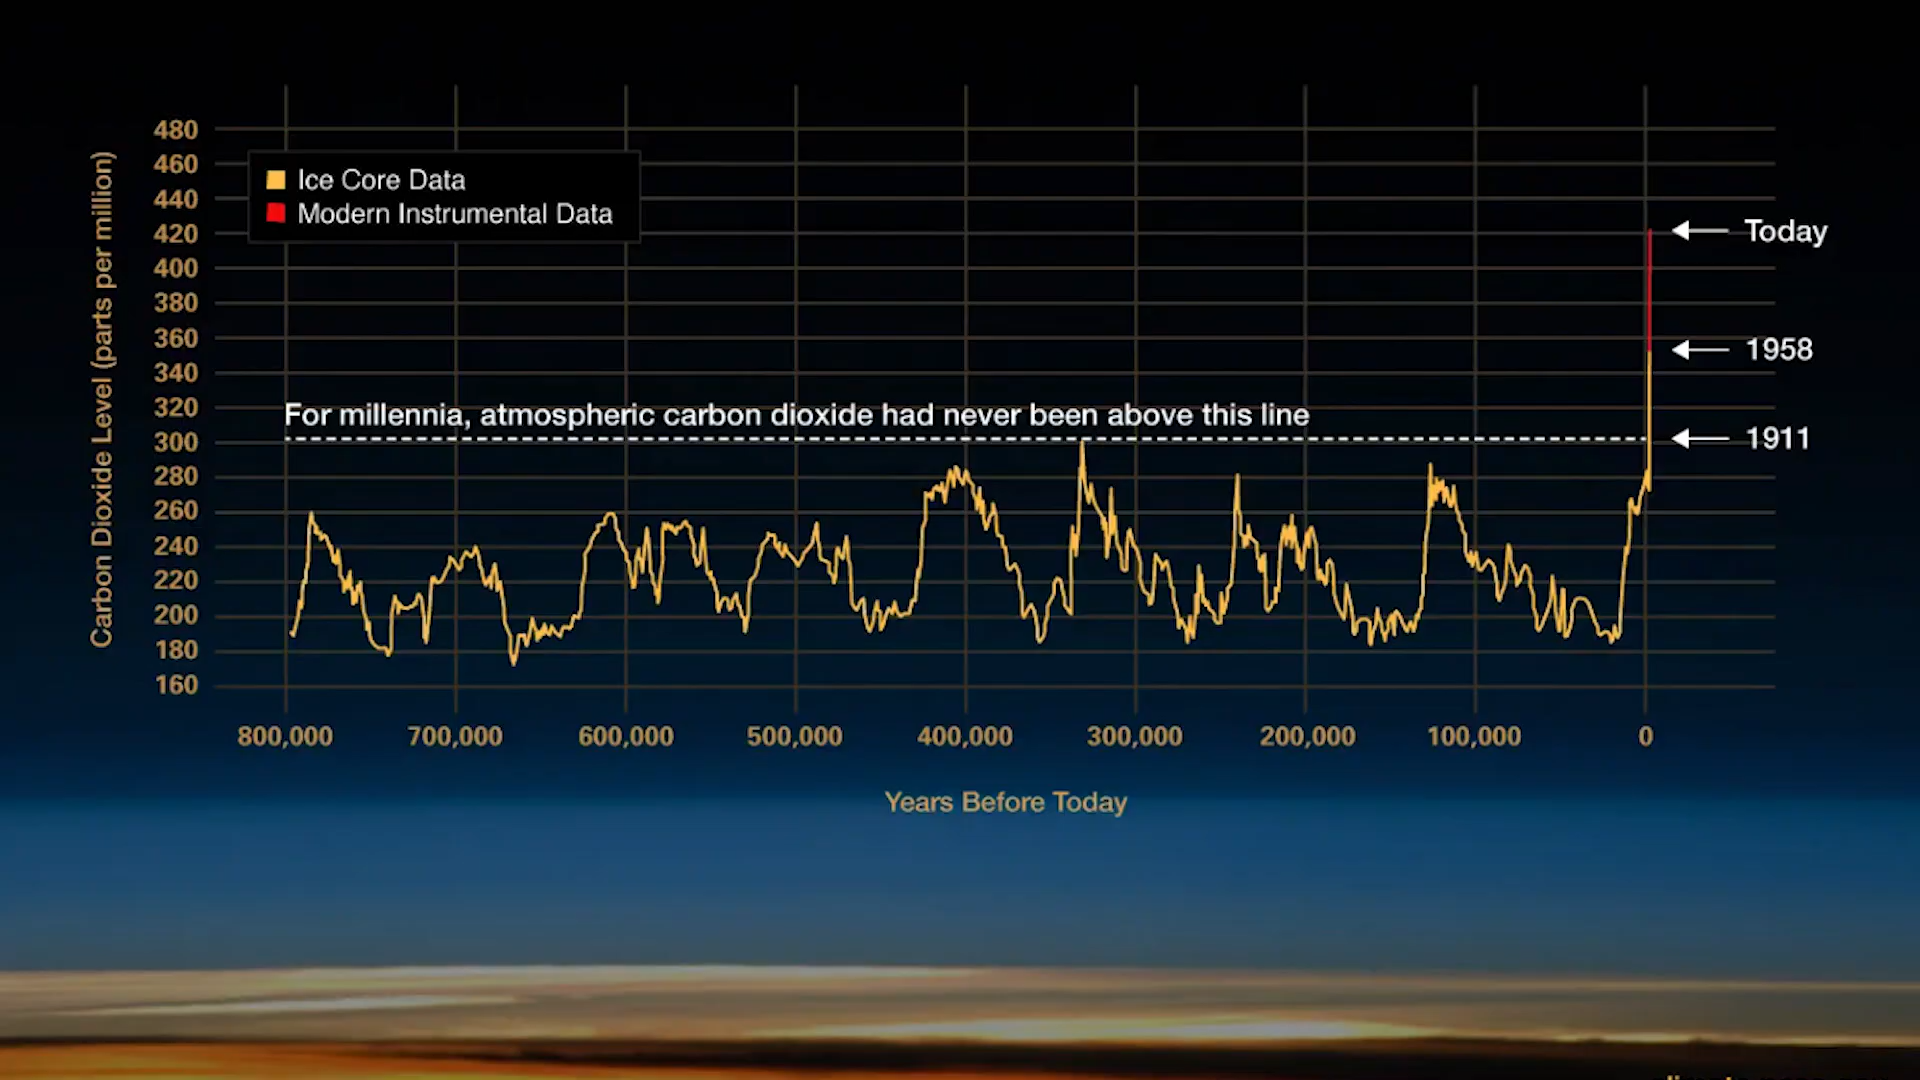 480
460
440
420
400
380
360
340
320
300
280
260
240
220
200
180
160
Carbon Dioxide Level (parts per million)
Ice Core Data
Modern Instrumental Data
Today
1958
For millennia, atmospheric carbon dioxide had never been above this line
1911
800,000 700,000 600,000 500,000 400,000 300,000 200,000 100,000 0
Years Before Today